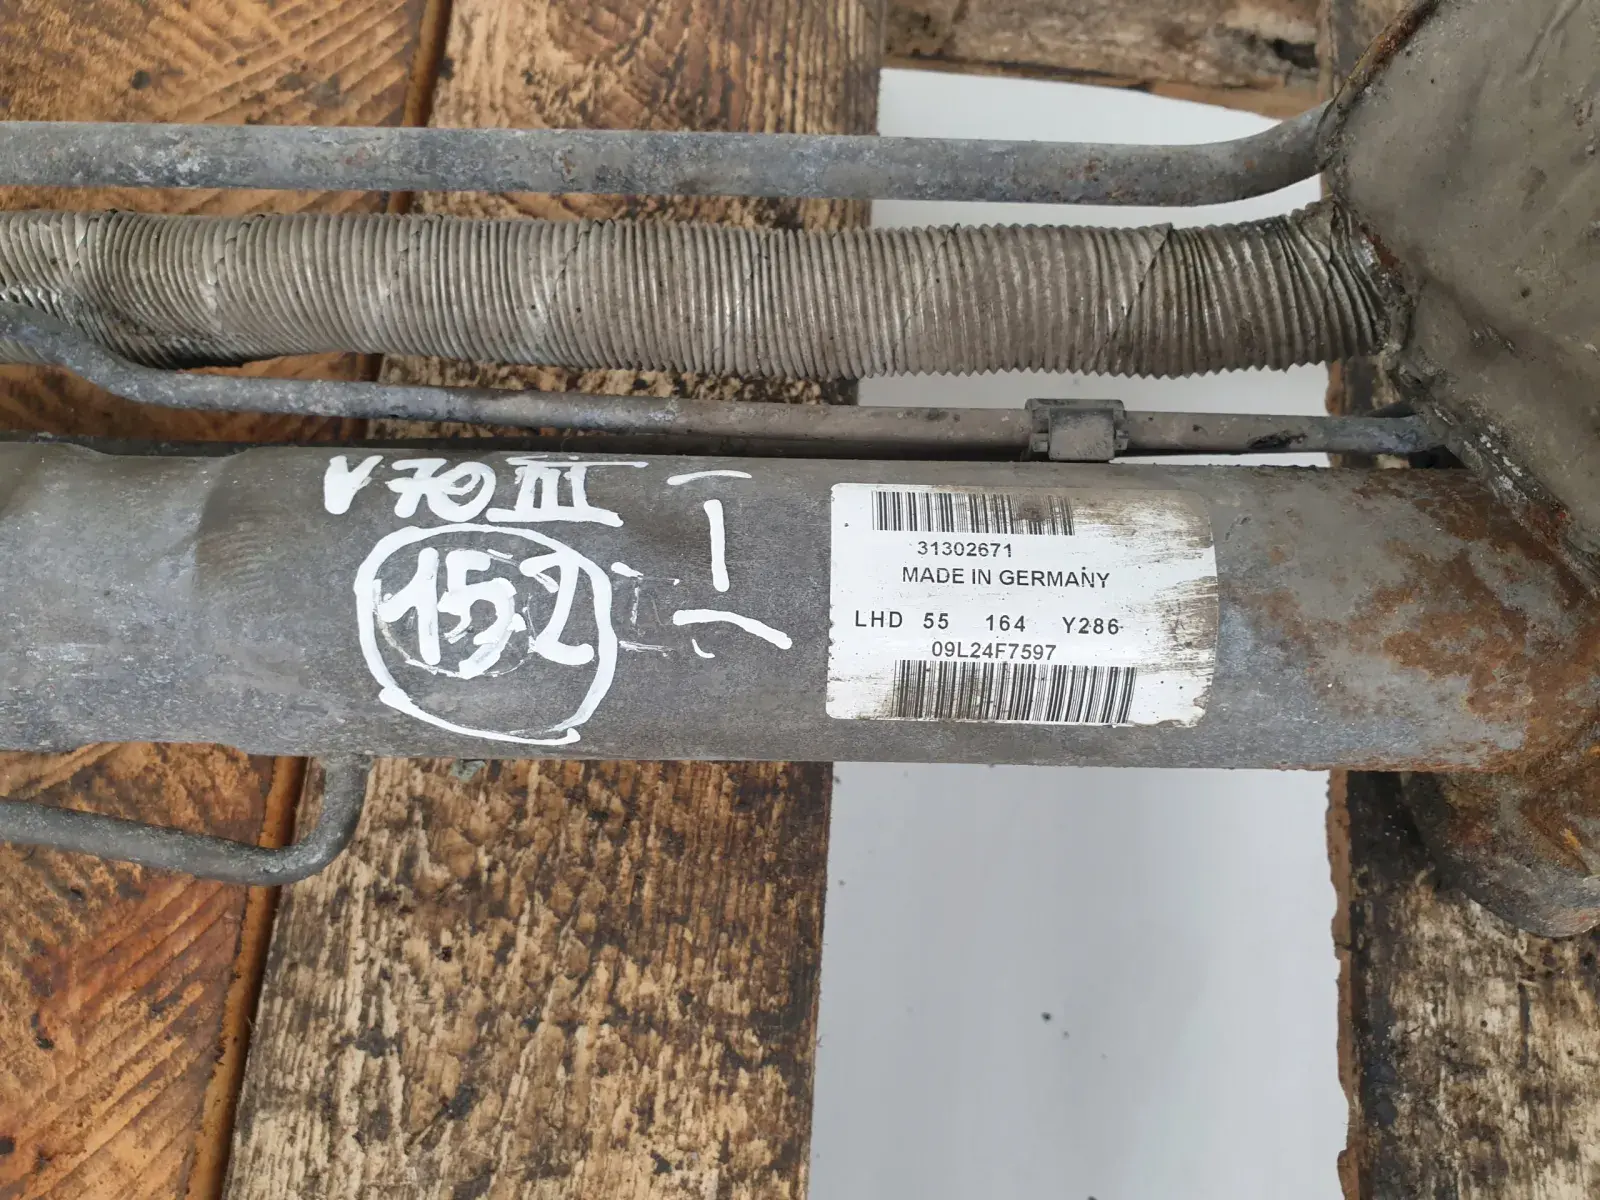 V70 III
152
I
31302671
MADE IN GERMANY
LHD 55 164 Y286
09L24F7597